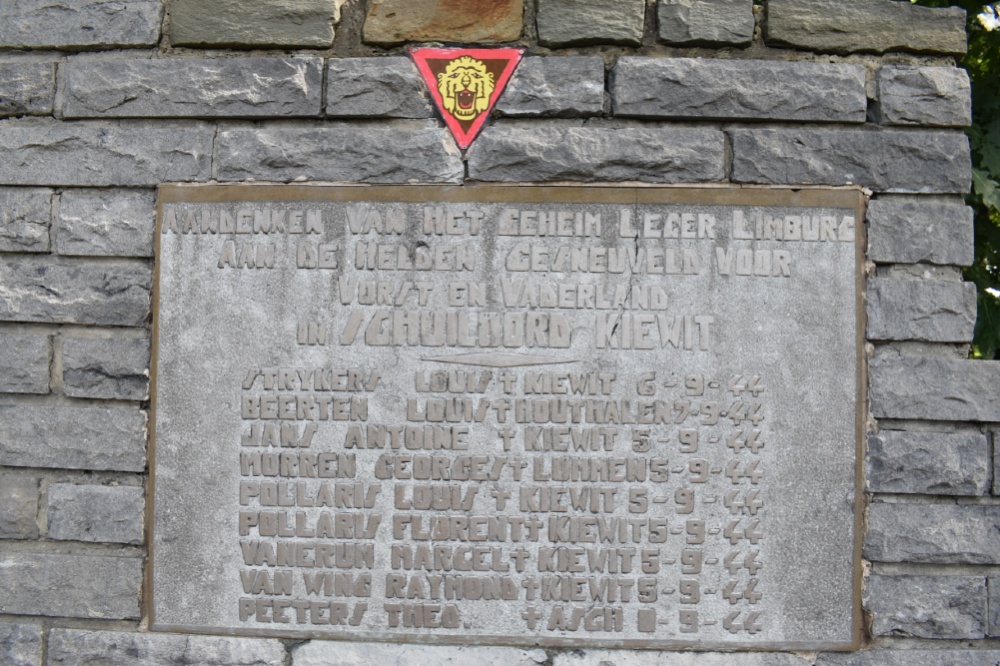 AANDENKEN VAN HET GEHEIM LEGER LIMBURG
AAN DE HELDEN GESNEUVELD VOOR
VORST EN VADERLAND
IN SCHUILOORD KIEWIT
STRYKERS LOUIS † KIEWIT 6-9-44
BEERTEN LOUIS † HOUTHALEN 7-9-44
JANS ANTOINE † KIEWIT 5-9-44
MORREN GEORGES † LUMMEN 5-9-44
POLLARIS LOUIS † KIEWIT 5-9-44
POLLARIS FLORENT † KIEWIT 5-9-44
VANERUM MARCEL † KIEWIT 5-9-44
VAN WING RAYMOND † KIEWIT 5-9-44
PEETERS THEO. † ASCH 11-9-44